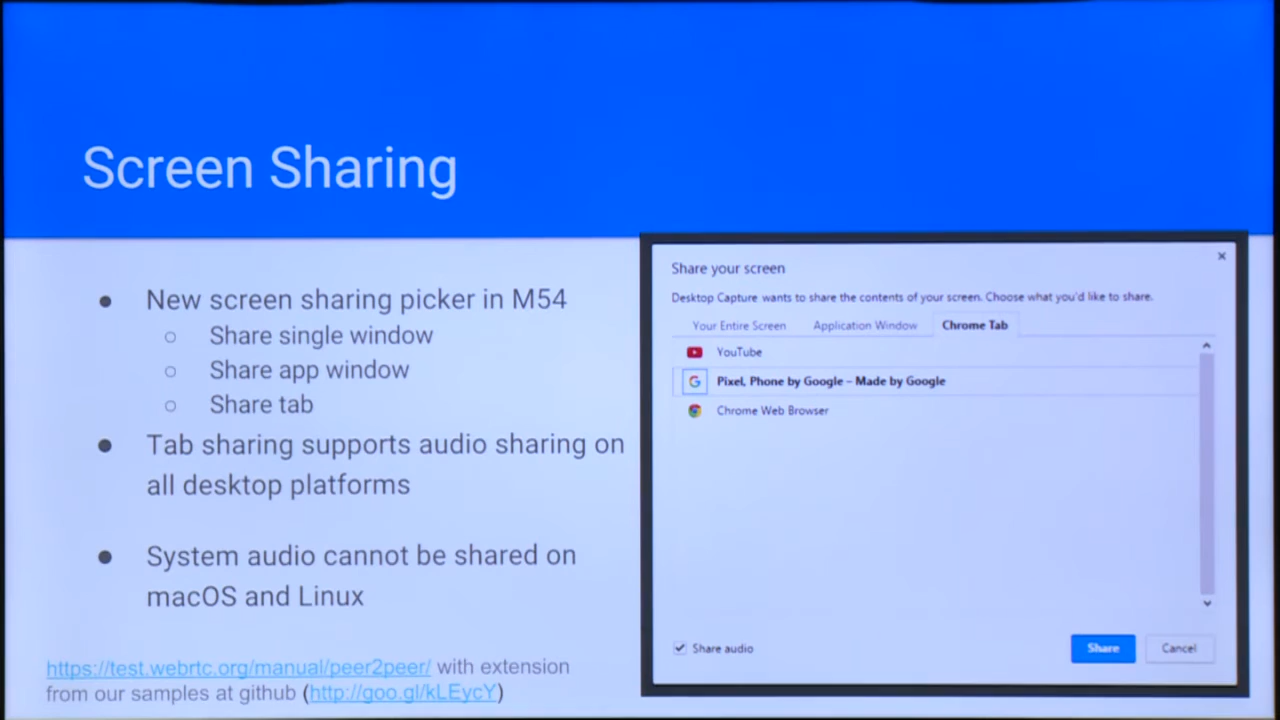 Screen Sharing
● New screen sharing picker in M54
○ Share single window
○ Share app window
○ Share tab
● Tab sharing supports audio sharing on
all desktop platforms
● System audio cannot be shared on
macOS and Linux
https://test.webrtc.org/manual/peer2peer/ with extension
from our samples at github (http://goo.gl/kLEycY)
Share your screen
Desktop Capture wants to share the contents of your screen. Choose what you'd like to share.
Your Entire Screen Application Window Chrome Tab
YouTube
Pixel, Phone by Google – Made by Google
Chrome Web Browser
Share audio Share Cancel